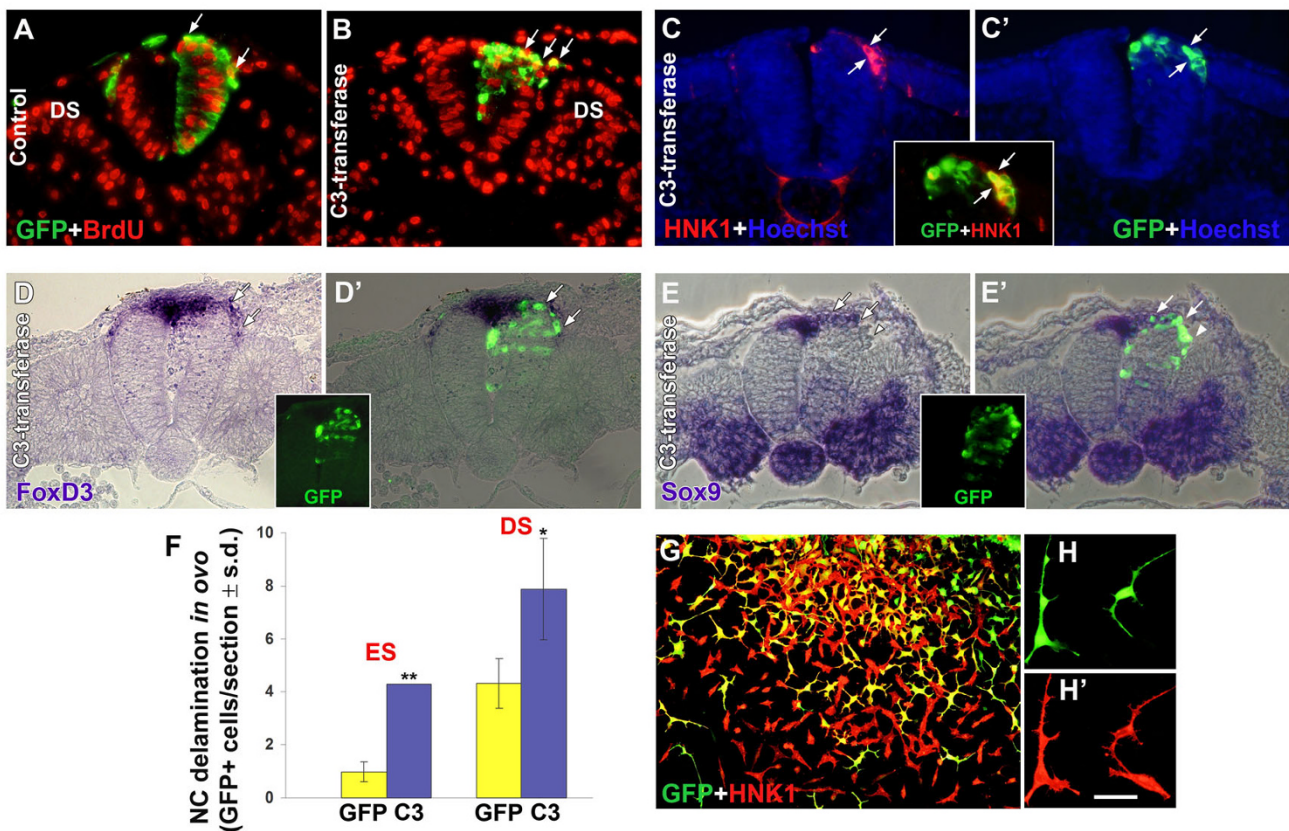 A
Control
DS
GFP+BrdU
B
C3-transferase
DS
C
C3-transferase
HNK1+Hoechst
C’
GFP+HNK1
GFP+Hoechst
D
C3-transferase
FoxD3
D’
GFP
E
C3-transferase
Sox9
E’
GFP
F
NC delamination in ovo
(GFP+ cells/section ± s.d.)
10
8
6
4
2
0
ES
**
DS
*
GFP C3
GFP C3
G
GFP+HNK1
H
H’